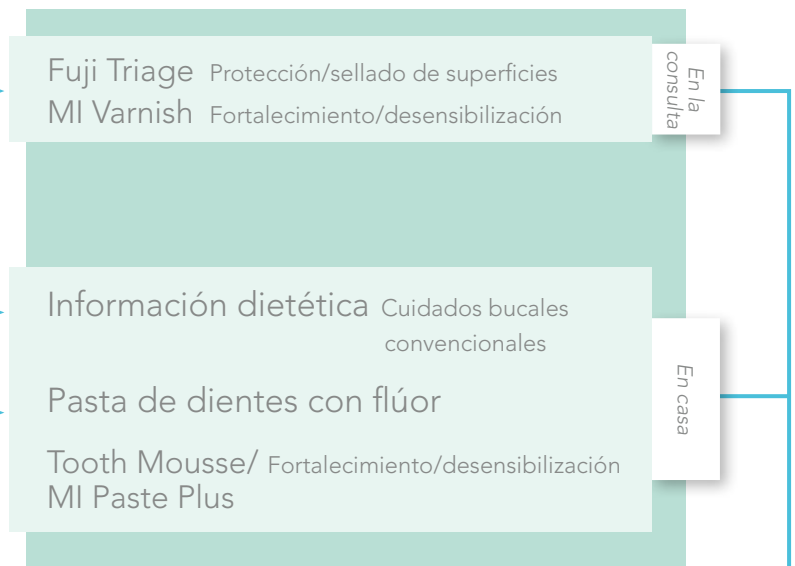 Fuji Triage Protección/sellado de superficies
MI Varnish Fortalecimiento/desensibilización
En la
consulta
Información dietética Cuidados bucales
convencionales
Pasta de dientes con flúor
Tooth Mousse/ Fortalecimiento/desensibilización
MI Paste Plus
En casa